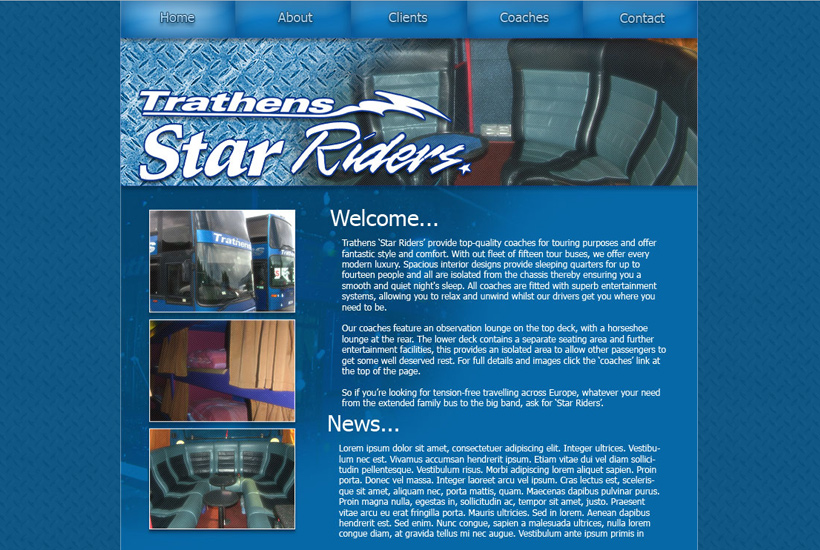 Home
About
Clients
Coaches
Contact
Trathens
Star Riders
Trathens
Welcome...
Trathens ‘Star Riders’ provide top-quality coaches for touring purposes and offer
fantastic style and comfort. With out fleet of fifteen tour buses, we offer every
modern luxury. Spacious interior designs provide sleeping quarters for up to
fourteen people and all are isolated from the chassis thereby ensuring you a
smooth and quiet night's sleep. All coaches are fitted with superb entertainment
systems, allowing you to relax and unwind whilst our drivers get you where you
need to be.
Our coaches feature an observation lounge on the top deck, with a horseshoe
lounge at the rear. The lower deck contains a separate seating area and further
entertainment facilities, this provides an isolated area to allow other passengers to
get some well deserved rest. For full details and images click the ‘coaches’ link at
the top of the page.
So if you’re looking for tension-free travelling across Europe, whatever your need
from the extended family bus to the big band, ask for ‘Star Riders’.
News...
Lorem ipsum dolor sit amet, consectetuer adipiscing elit. Integer ultrices. Vestibu-
lum nec est. Vivamus accumsan hendrerit ipsum. Etiam vitae dui vel diam sollici-
tudin pellentesque. Vestibulum risus. Morbi adipiscing lorem aliquet sapien. Proin
porta. Donec vel massa. Integer laoreet arcu vel ipsum. Cras lectus est, sceleris-
que sit amet, aliquam nec, porta mattis, quam. Maecenas dapibus pulvinar purus.
Proin magna nulla, egestas in, sollicitudin ac, tempor sit amet, justo. Praesent
vitae arcu eu erat fringilla porta. Mauris ultricies. Sed in lorem. Aenean dapibus
hendrerit est. Sed enim. Nunc congue, sapien a malesuada ultrices, nulla lorem
congue diam, at gravida tellus mi nec augue. Vestibulum ante ipsum primis in